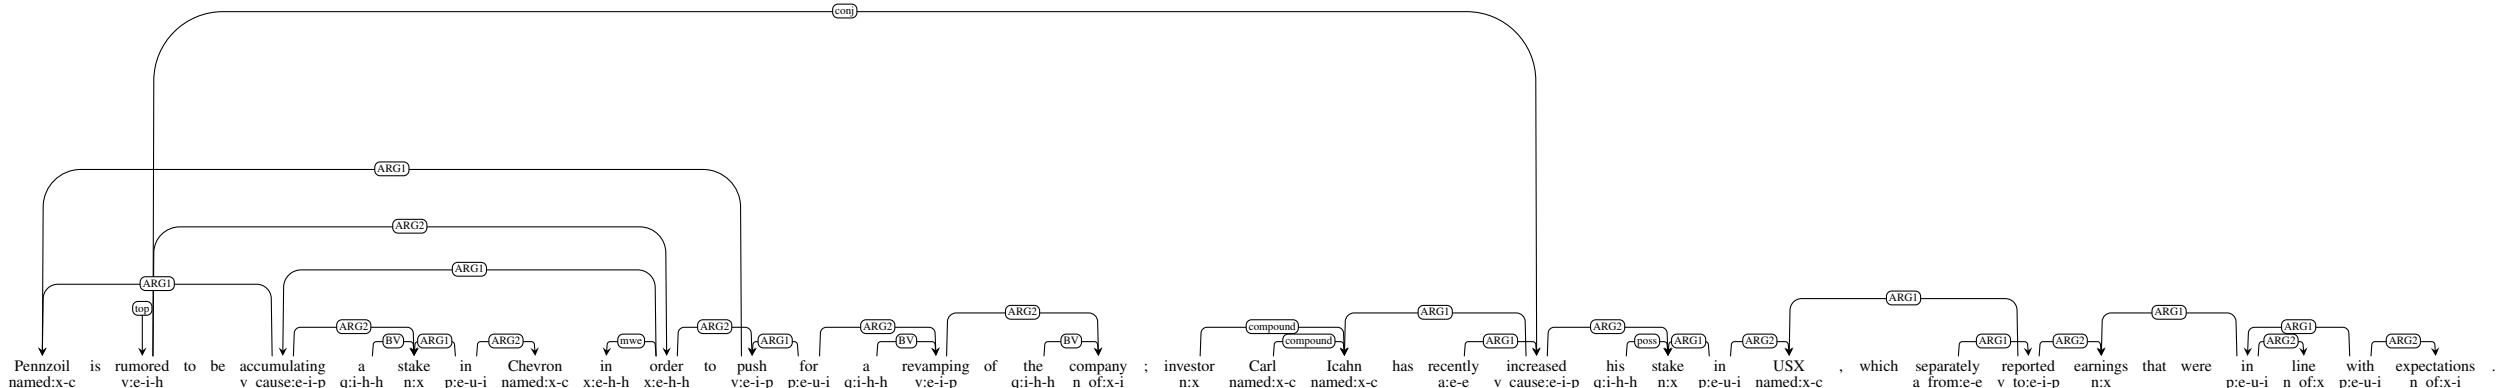 conj
ARG1
ARG2
ARG1
ARG1
top
ARG1
ARG2 ARG1
ARG2 ARG2 ARG2 compound ARG2 ARG1
BV ARG1 ARG2 mwe ARG1 BV BV compound ARG1 poss ARG1 ARG2 ARG1 ARG2 ARG2 ARG2
Pennzoil is rumored to be accumulating a stake in Chevron in order to push for a revamping of the company ; investor Carl Icahn has recently increased his stake in USX , which separately reported earnings that were in line with expectations .
named:x-c v:e-i-h v_cause:e-i-p q:i-h-h n:x p:e-u-i named:x-c x:e-h-h x:e-h-h v:e-i-p p:e-u-i q:i-h-h v:e-i-p q:i-h-h n_of:x-i n:x named:x-c named:x-c a:e-e v_cause:e-i-p q:i-h-h n:x p:e-u-i named:x-c a_from:e-e v_to:e-i-p n:x p:e-u-i n_of:x p:e-u-i n_of:x-i